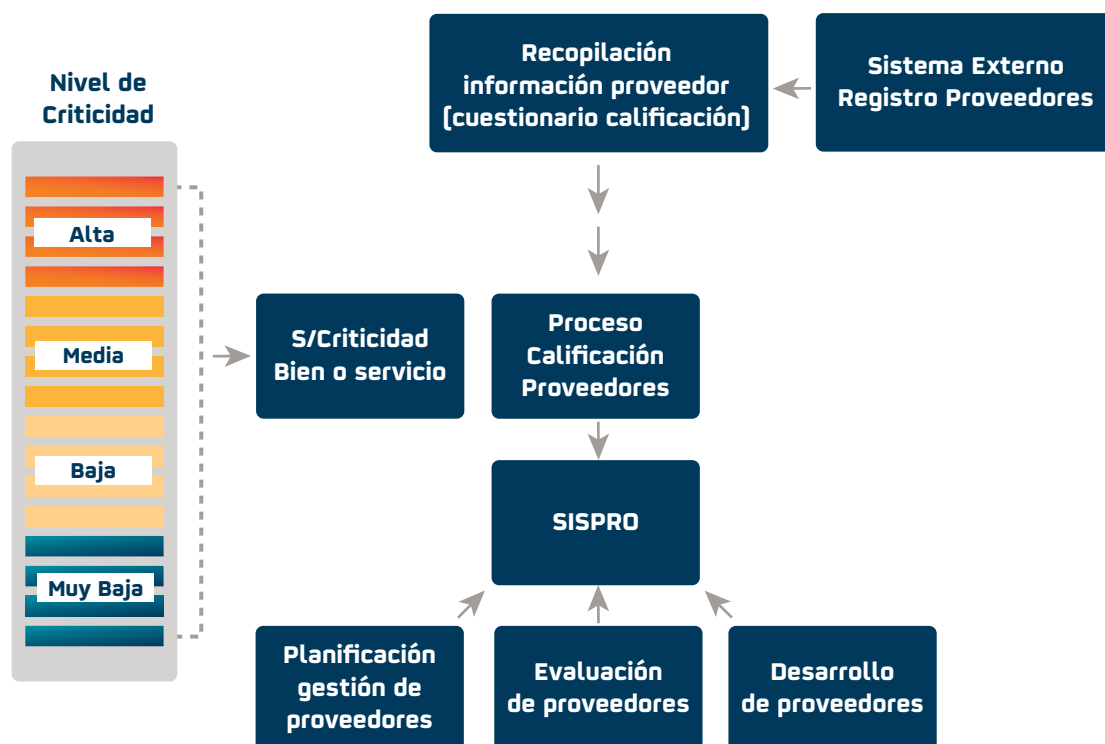 Nivel de
Criticidad
Alta
Media
Baja
Muy Baja
Recopilación
información proveedor
(cuestionario calificación)
Sistema Externo
Registro Proveedores
S/Criticidad
Bien o servicio
Proceso
Calificación
Proveedores
SISPRO
Planificación
gestión de
proveedores
Evaluación
de proveedores
Desarrollo
de proveedores